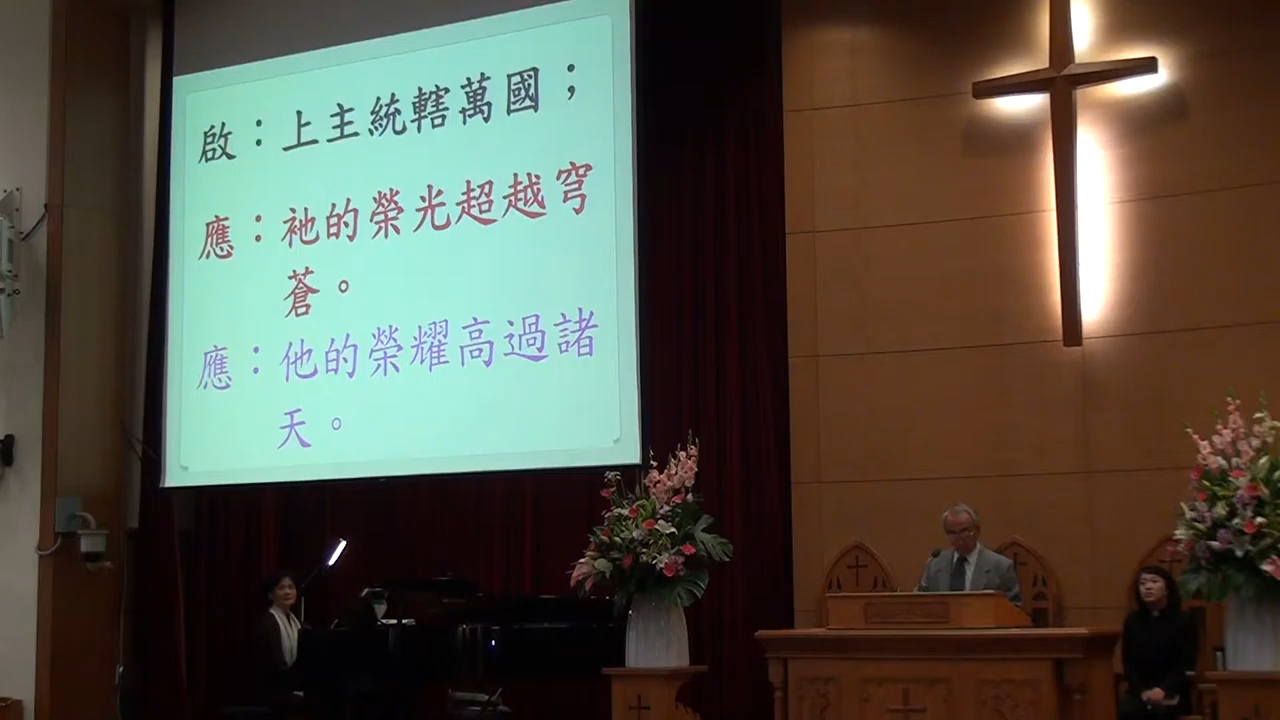 啟：上主統轄萬國；
應：祂的榮光超越穹
蒼。
應：他的榮耀高過諸
天。